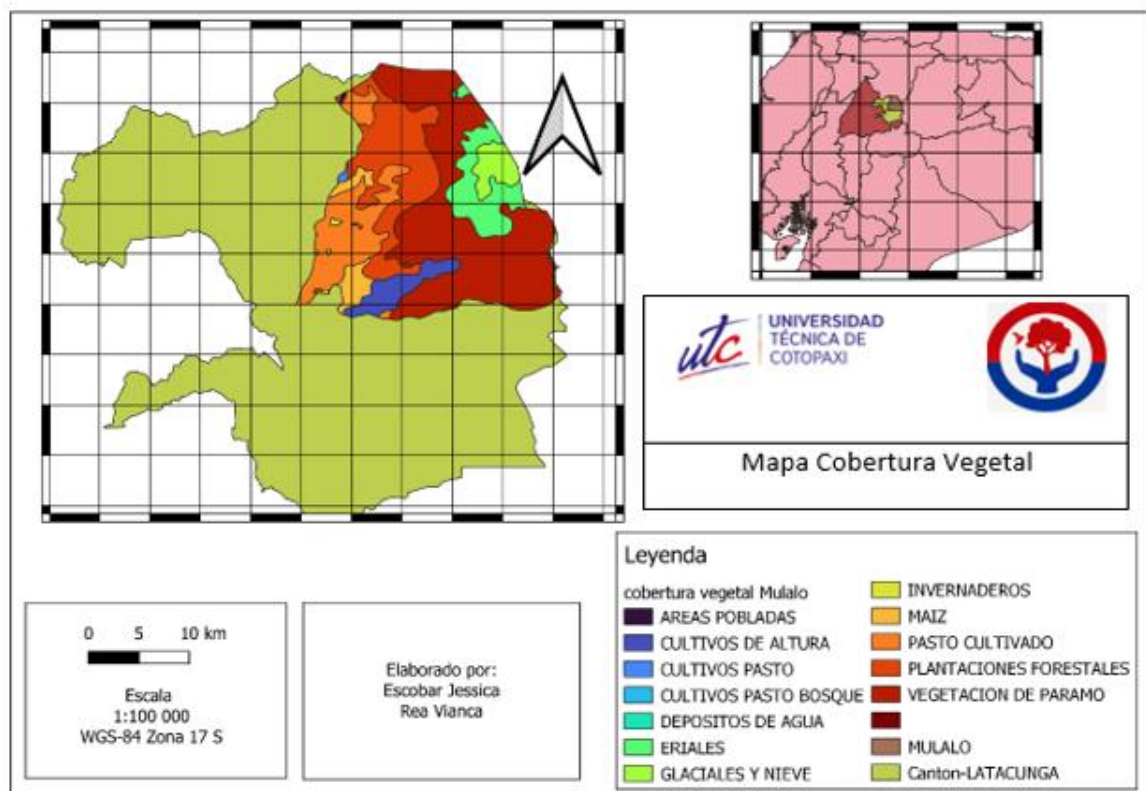 utc
UNIVERSIDAD
TÉCNICA DE
COTOPAXI
Mapa Cobertura Vegetal
Leyenda
cobertura vegetal Mulalo
AREAS POBLADAS
CULTIVOS DE ALTURA
CULTIVOS PASTO
CULTIVOS PASTO BOSQUE
DEPOSITOS DE AGUA
ERIALES
GLACIALES Y NIEVE
INVERNADEROS
MAIZ
PASTO CULTIVADO
PLANTACIONES FORESTALES
VEGETACION DE PARAMO
MULALO
Canton-LATACUNGA
0 5 10 km
Escala
1:100 000
WGS-84 Zona 17 S
Elaborado por:
Escobar Jessica
Rea Vianca